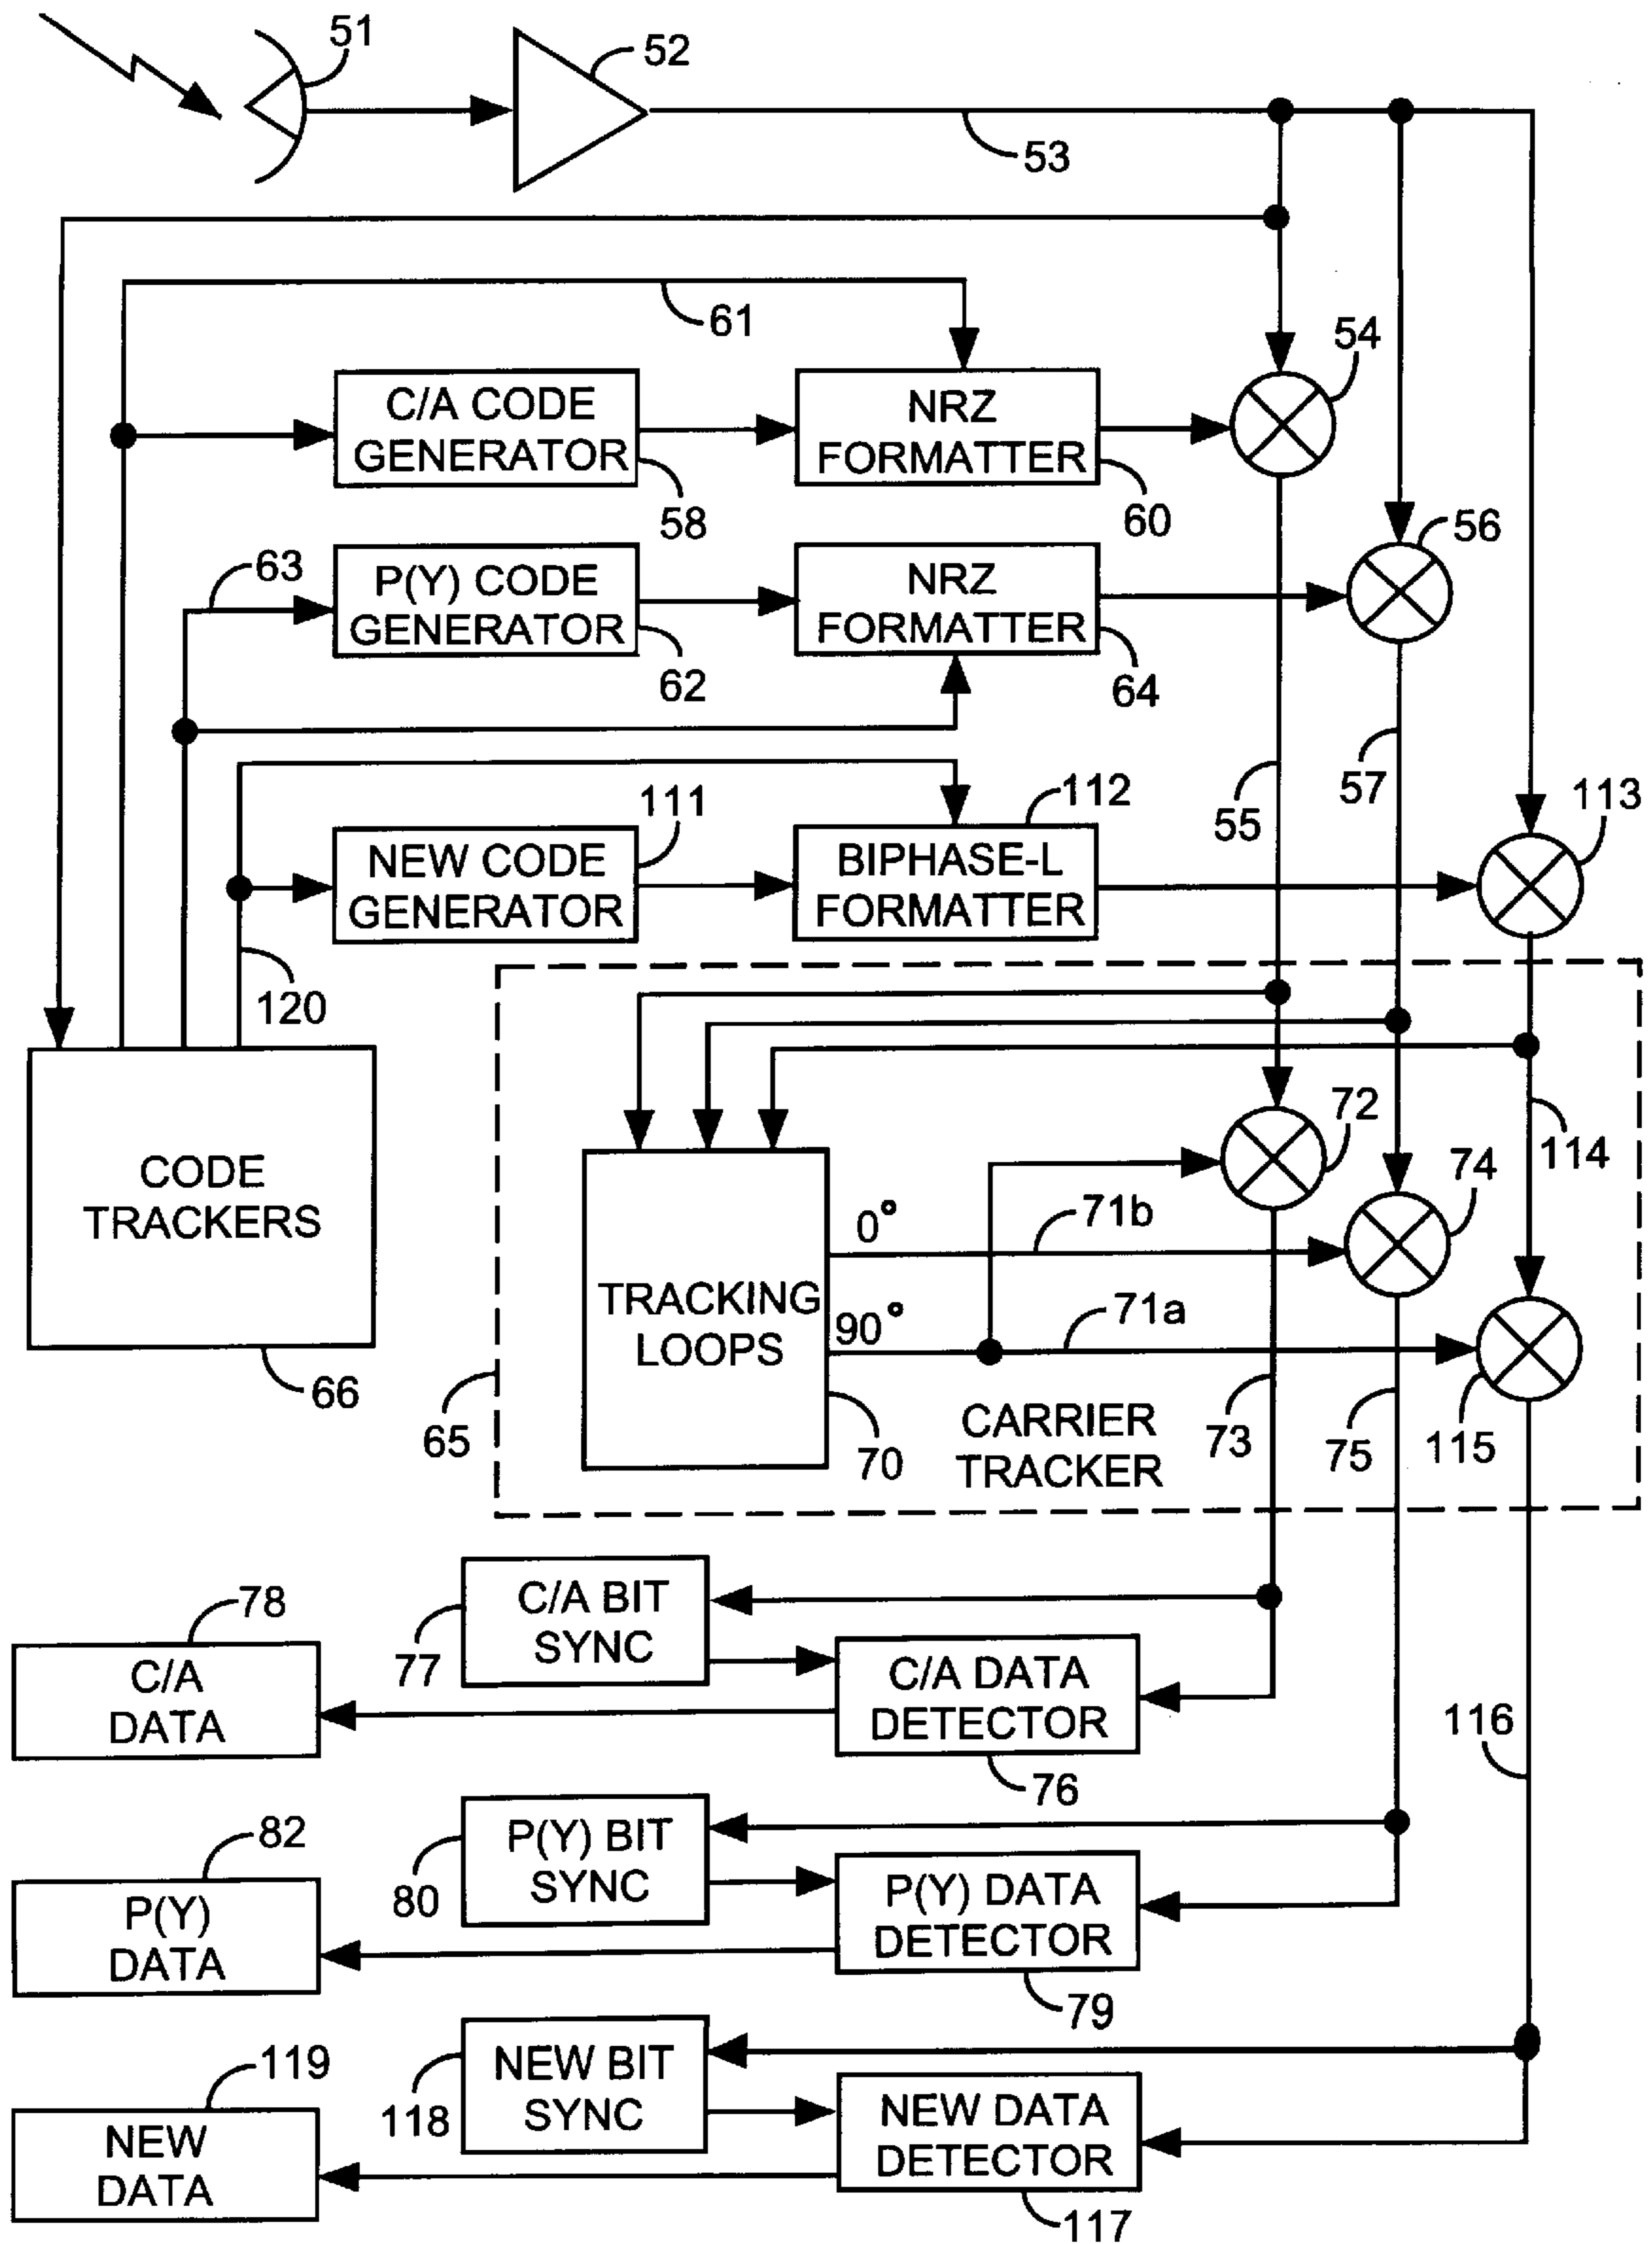 51
52
53
61
54
C/A CODE
GENERATOR
58
NRZ
FORMATTER
60
56
63
P(Y) CODE
GENERATOR
62
NRZ
FORMATTER
64
55
57
113
111
112
NEW CODE
GENERATOR
BIPHASE-L
FORMATTER
120
CODE
TRACKERS
66
72
74
114
0°
71b
TRACKING
LOOPS
90°
71a
65
70
CARRIER
TRACKER
73
75
115
78
C/A BIT
SYNC
77
C/A
DATA
C/A DATA
DETECTOR
76
116
82
P(Y) BIT
SYNC
80
P(Y)
DATA
P(Y) DATA
DETECTOR
79
119
NEW BIT
SYNC
118
NEW
DATA
NEW DATA
DETECTOR
117